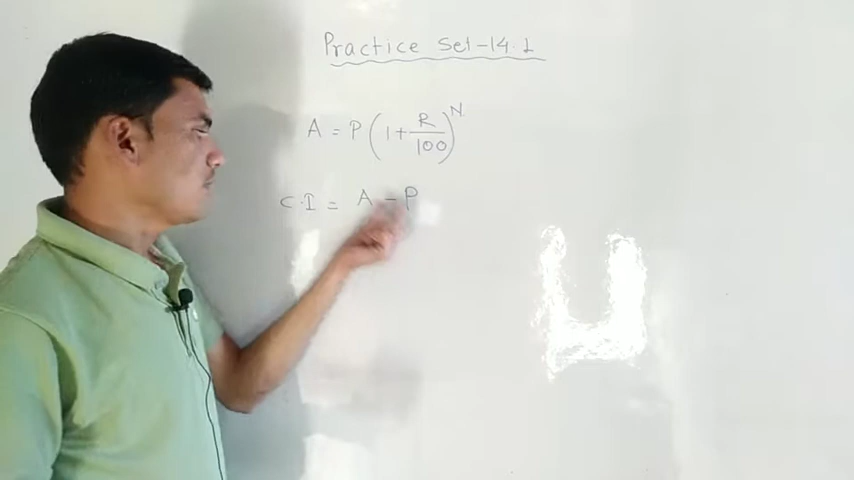 Practice Set-14.1
A = P(1+R/100)^N
C.I = A - P